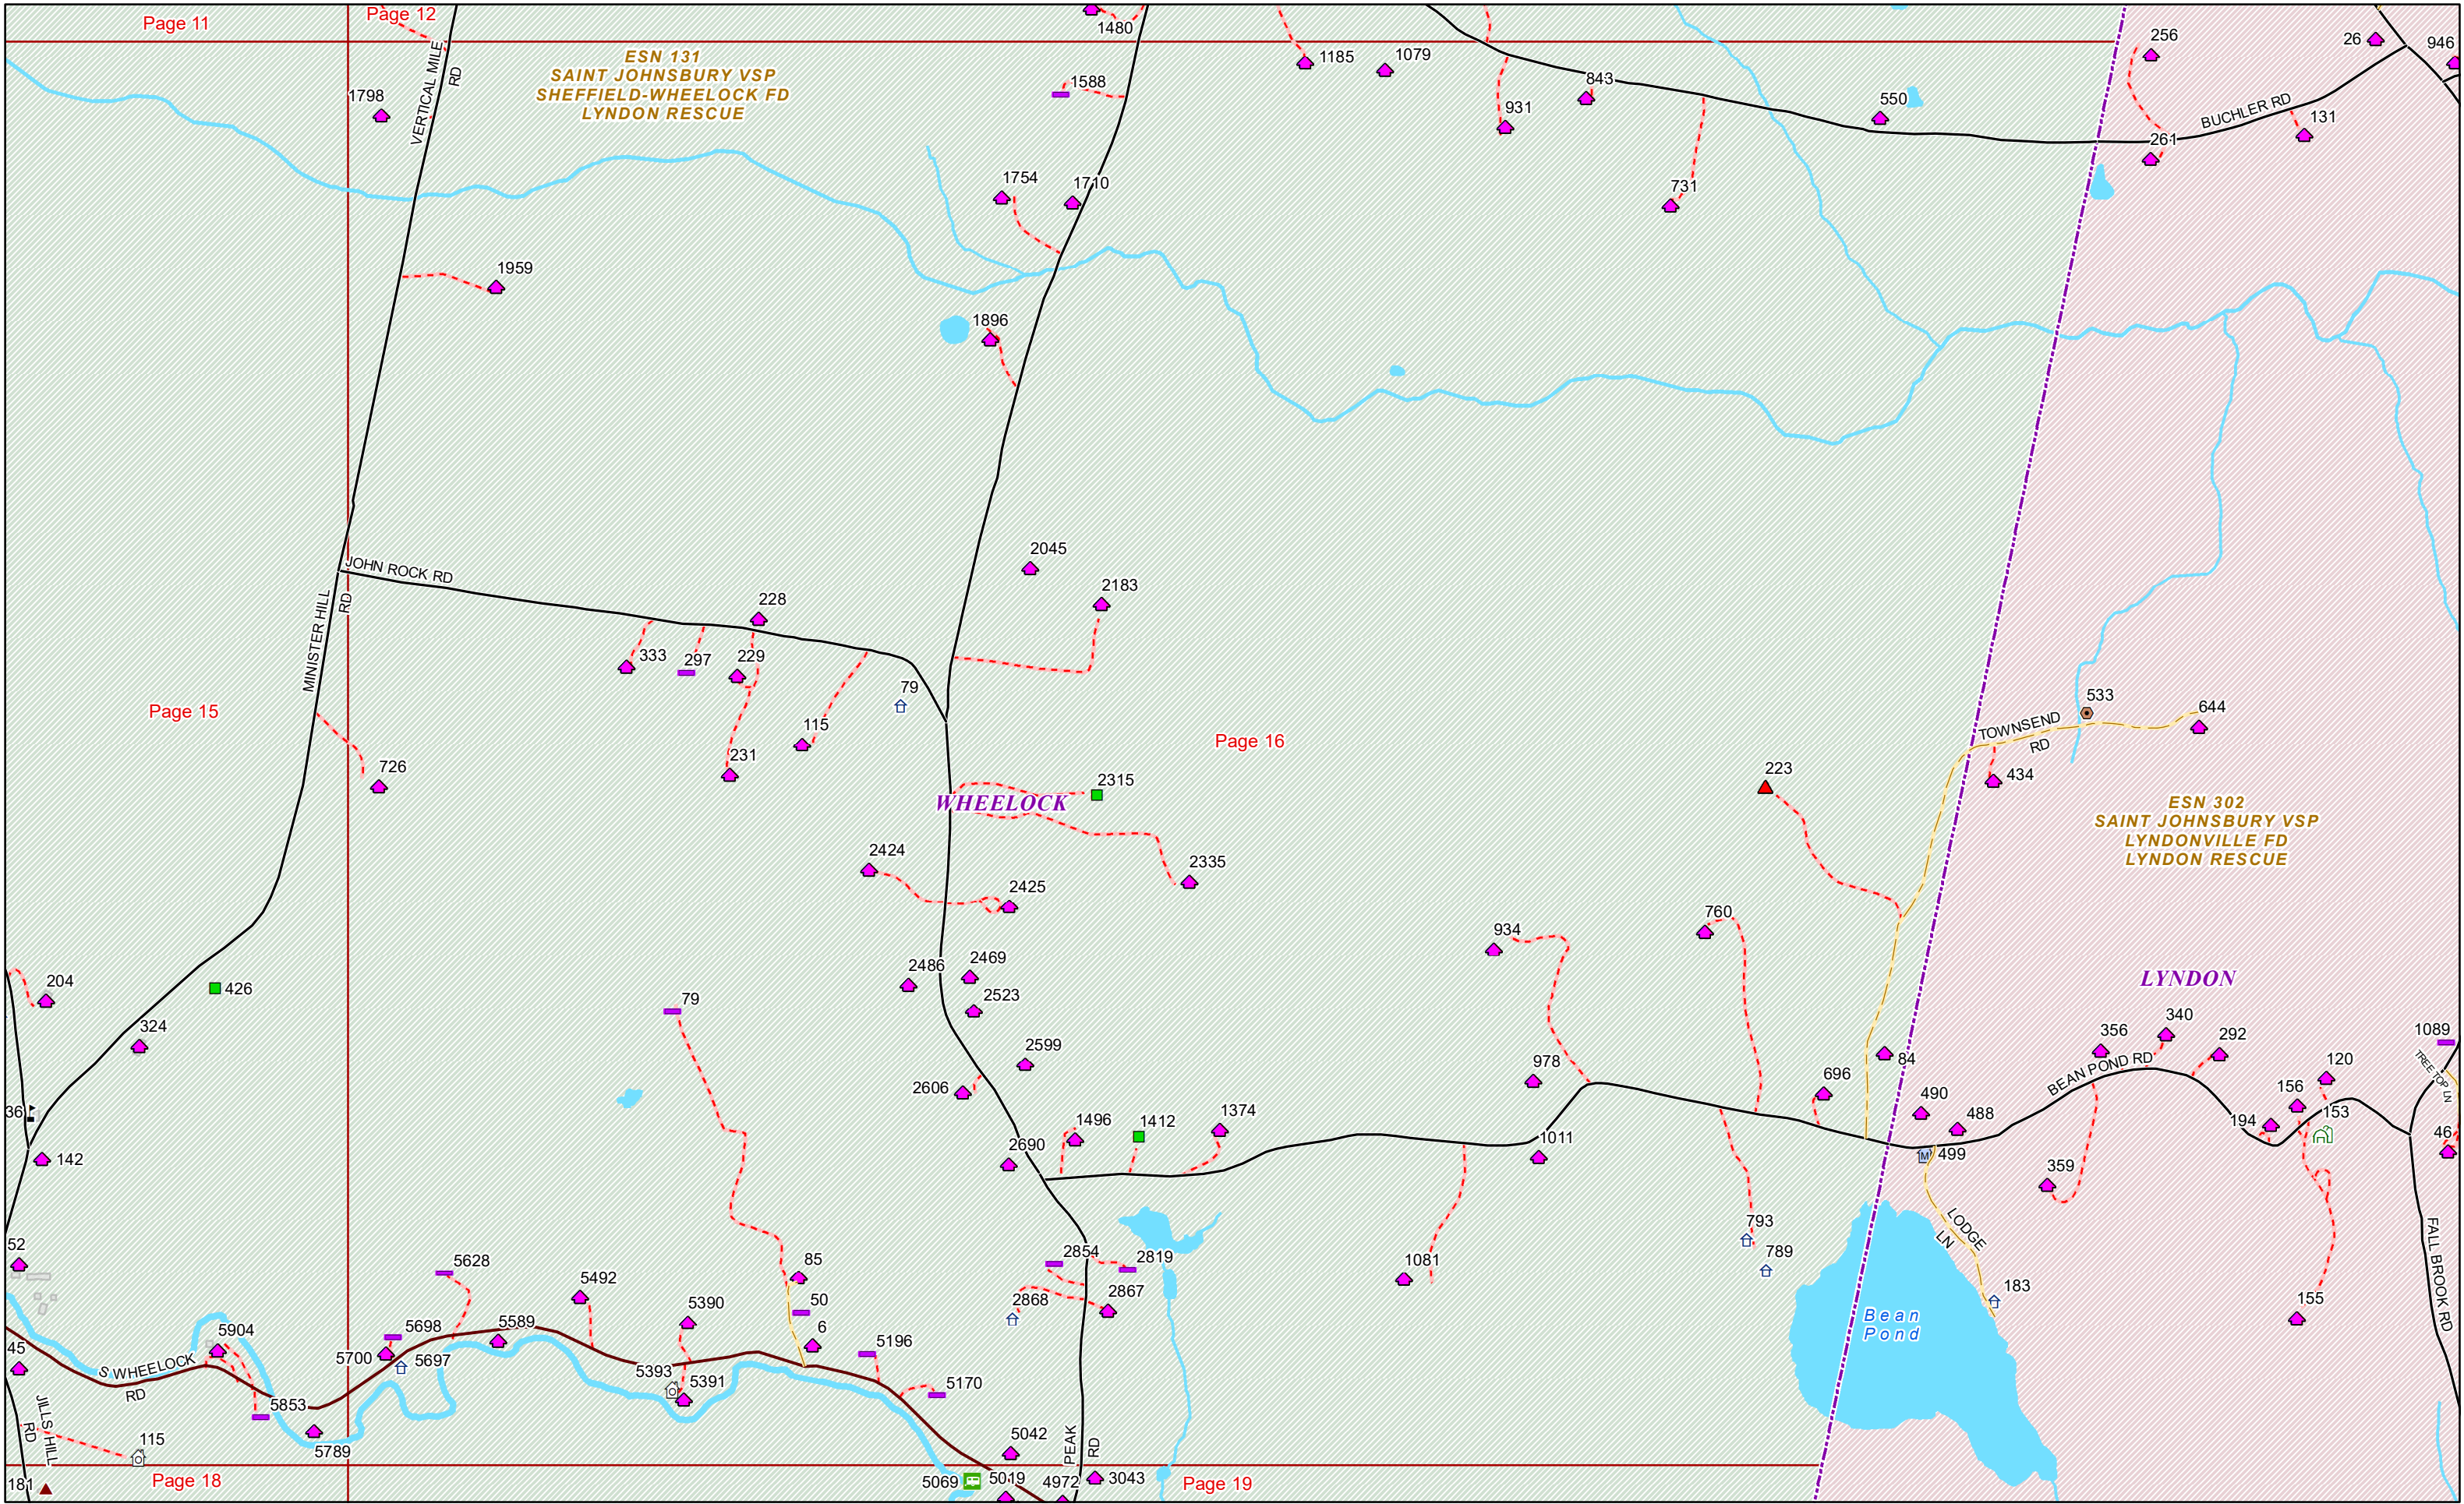 Page 11
Page 12
1480
VERTICAL MILE
RD
ESN 131
SAINT JOHNSBURY VSP
SHEFFIELD-WHEELOCK FD
LYNDON RESCUE
1798
1588
1185
1079
843
931
550
256
26
946
BUCHLER RD
131
261
1754
1710
731
1959
1896
JOHN ROCK RD
2045
2183
228
MINISTER HILL
RD
333
297
229
79
115
231
Page 15
726
Page 16
WHEELOCK
2315
223
TOWNSEND
RD
533
644
434
ESN 302
SAINT JOHNSBURY VSP
LYNDONVILLE FD
LYNDON RESCUE
2424
2425
2335
934
760
LYNDON
204
426
324
79
2486
2469
2523
2599
2606
978
696
84
356
340
292
BEAN POND RD
1089
TREE TOP LN
120
156
153
194
490
488
499
36
142
1496
1412
1374
2690
1011
359
46
52
793
789
LODGE
LN
183
FALL BROOK RD
5628
5492
85
50
6
2854
2819
2868
2867
1081
155
Bean
Pond
5390
5589
5698
5700
5697
5904
45
S WHEELOCK
RD
5196
5393
5391
5170
5853
5789
JILLS HILL
RD
115
5042
PEAK
RD
181
Page 18
5069
5019
4972
3043
Page 19